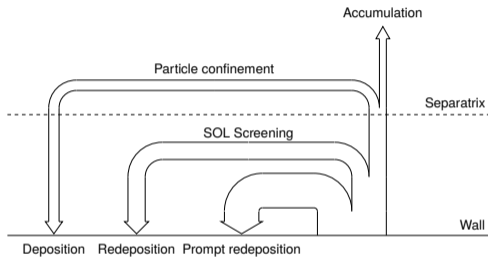 Accumulation
Particle confinement
Separatrix
SOL Screening
Wall
Deposition Redeposition Prompt redeposition